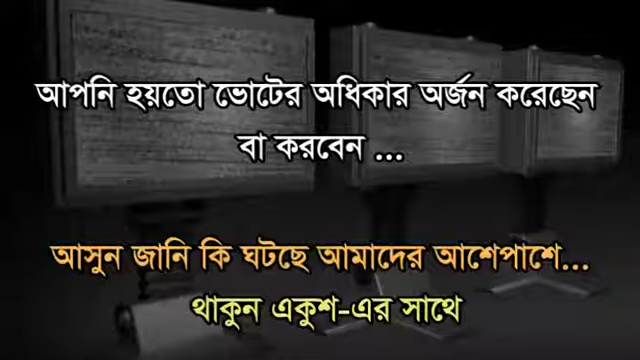 আপনি হয়তো ভোটের অধিকার অর্জন করেছেন
বা করবেন ...
আসুন জানি কি ঘটছে আমাদের আশেপাশে...
থাকুন একুশ-এর সাথে